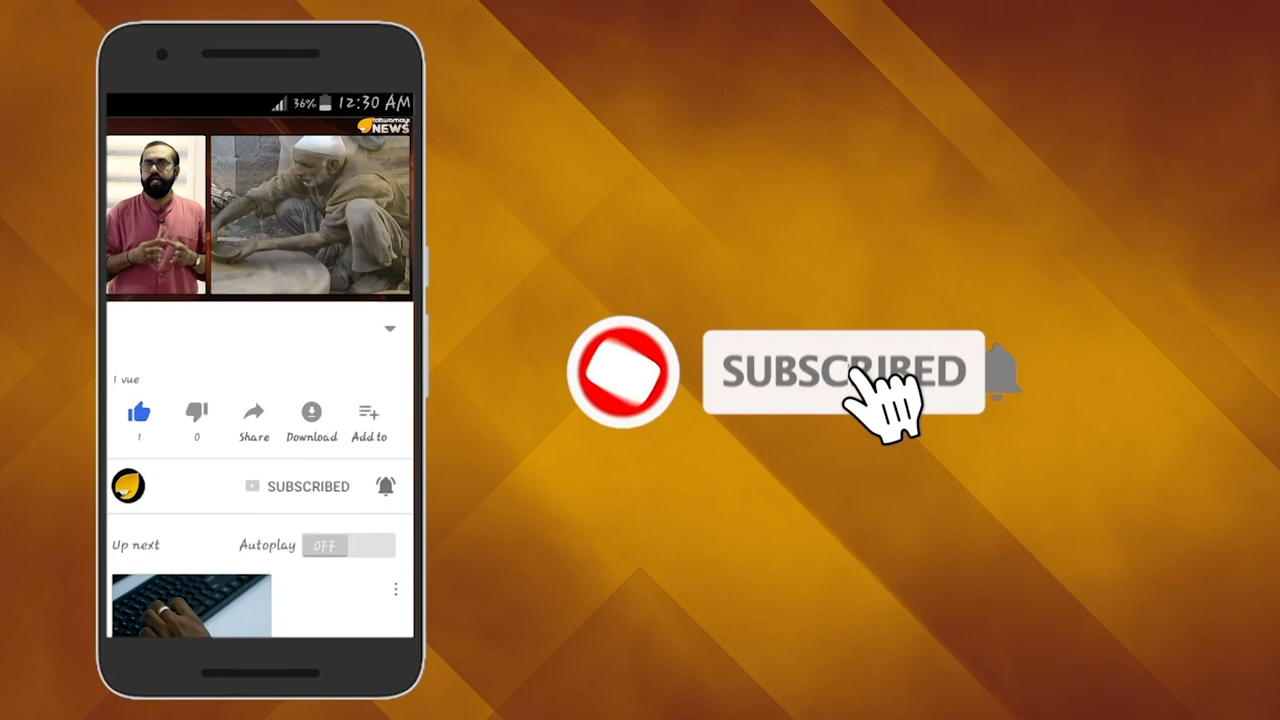 36%
12:30 AM
tatwamayi
NEWS
1 vue
1
0
Share
Download
Add to
SUBSCRIBED
Up next
Autoplay
OFF
SUBSCRIBED